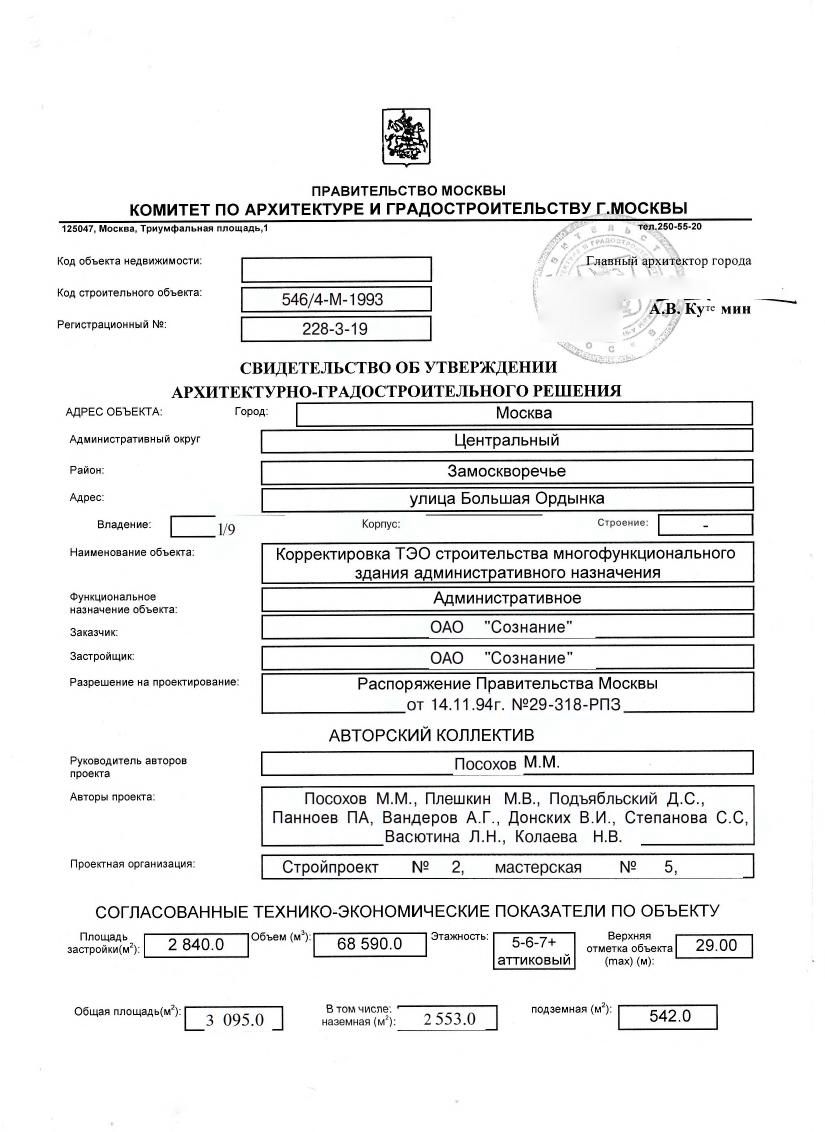 ПРАВИТЕЛЬСТВО МОСКВЫ
КОМИТЕТ ПО АРХИТЕКТУРЕ И ГРАДОСТРОИТЕЛЬСТВУ Г.МОСКВЫ
125047, Москва, Триумфальная площадь,1 тел.250-55-20
Код объекта недвижимости: Главный архитектор города
Код строительного объекта: 546/4-М-1993 А.В. Куте мин
Регистрационный №: 228-3-19
СВИДЕТЕЛЬСТВО ОБ УТВЕРЖДЕНИИ
АРХИТЕКТУРНО-ГРАДОСТРОИТЕЛЬНОГО РЕШЕНИЯ
АДРЕС ОБЪЕКТА: Город: Москва
Административный округ Центральный
Район: Замоскворечье
Адрес: улица Большая Ордынка
Владение: 1/9 Корпус: Строение: -
Наименование объекта: Корректировка ТЭО строительства многофункционального
здания административного назначения
Функциональное
назначение объекта: Административное
Заказчик: ОАО "Сознание"
Застройщик: ОАО "Сознание"
Разрешение на проектирование: Распоряжение Правительства Москвы
от 14.11.94г. №29-318-РПЗ
АВТОРСКИЙ КОЛЛЕКТИВ
Руководитель авторов
проекта Посохов М.М.
Авторы проекта: Посохов М.М., Плешкин М.В., Подъябльский Д.С.,
Панноев ПА, Вандеров А.Г., Донских В.И., Степанова С.С,
Васютина Л.Н., Колаева Н.В.
Проектная организация: Стройпроект № 2, мастерская № 5,
СОГЛАСОВАННЫЕ ТЕХНИКО-ЭКОНОМИЧЕСКИЕ ПОКАЗАТЕЛИ ПО ОБЪЕКТУ
Площадь
застройки(м²): 2 840.0 Объем (м³): 68 590.0 Этажность: 5-6-7+
аттиковый Верхняя
отметка объекта
(max) (м): 29.00
Общая площадь(м²): 3 095.0 В том числе:
наземная (м²): 2 553.0 подземная (м²): 542.0